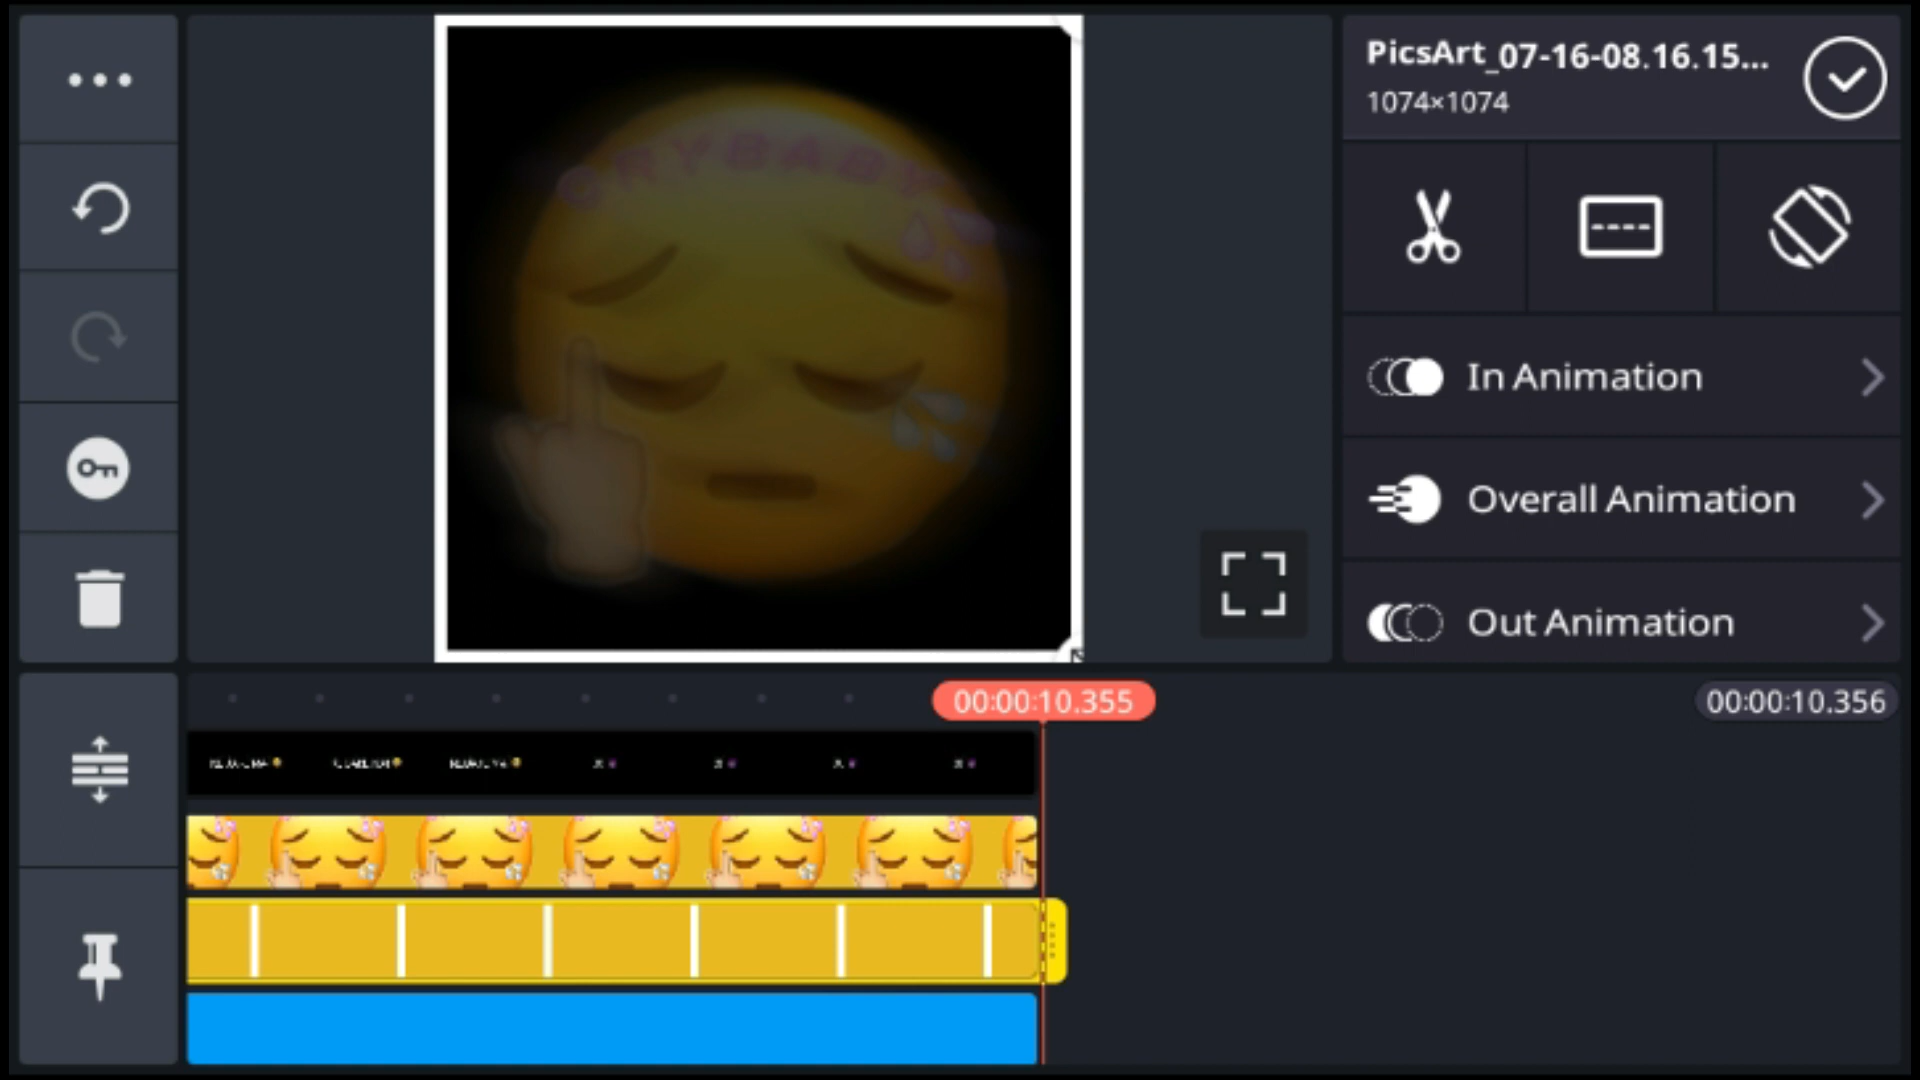 PicsArt_07-16-08.16.15...
1074×1074
CRYBABY
In Animation
Overall Animation
Out Animation
00:00:10.355
00:00:10.356